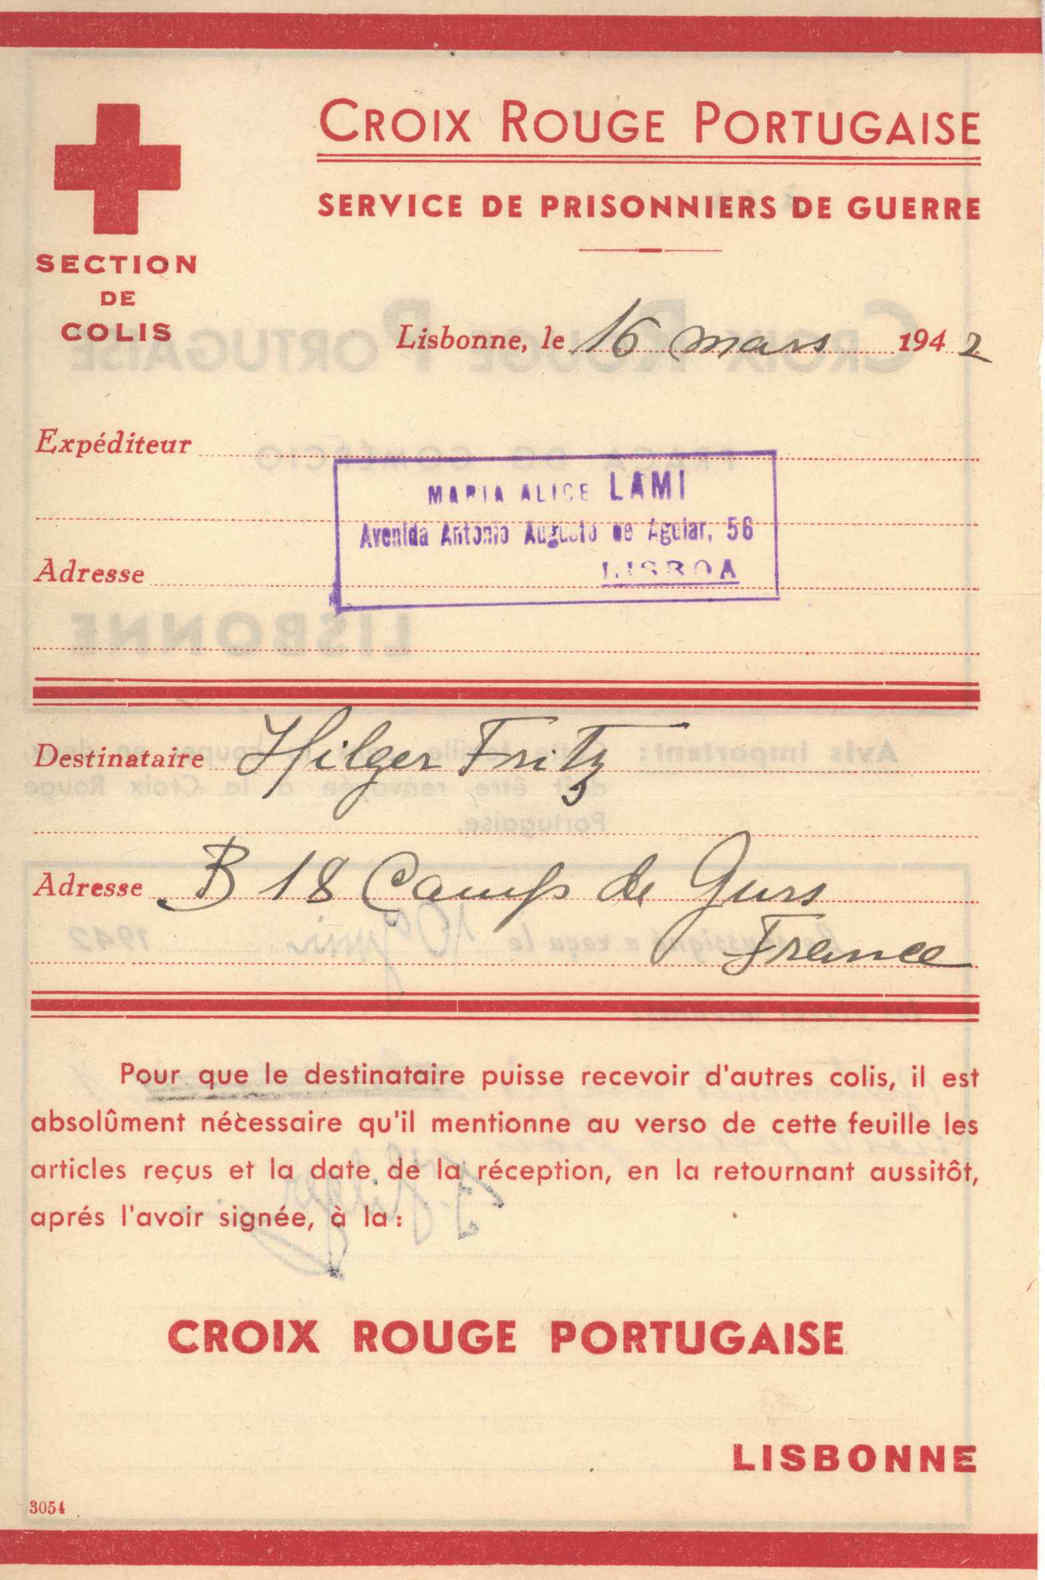 CROIX ROUGE PORTUGAISE
SERVICE DE PRISONNIERS DE GUERRE
SECTION
DE
COLIS
Lisbonne, le 16 mars 1942
Expéditeur
MARIA ALICE LAMI
Avenida Antonio Augusto de Aguiar, 56
LISBOA
Adresse
Destinataire Hilger Fritz
Adresse B 18 Camp de Gurs
France
Pour que le destinataire puisse recevoir d'autres colis, il est
absolûment nécessaire qu'il mentionne au verso de cette feuille les
articles reçus et la date de la réception, en la retournant aussitôt,
aprés l'avoir signée, à la:
CROIX ROUGE PORTUGAISE
LISBONNE
3054